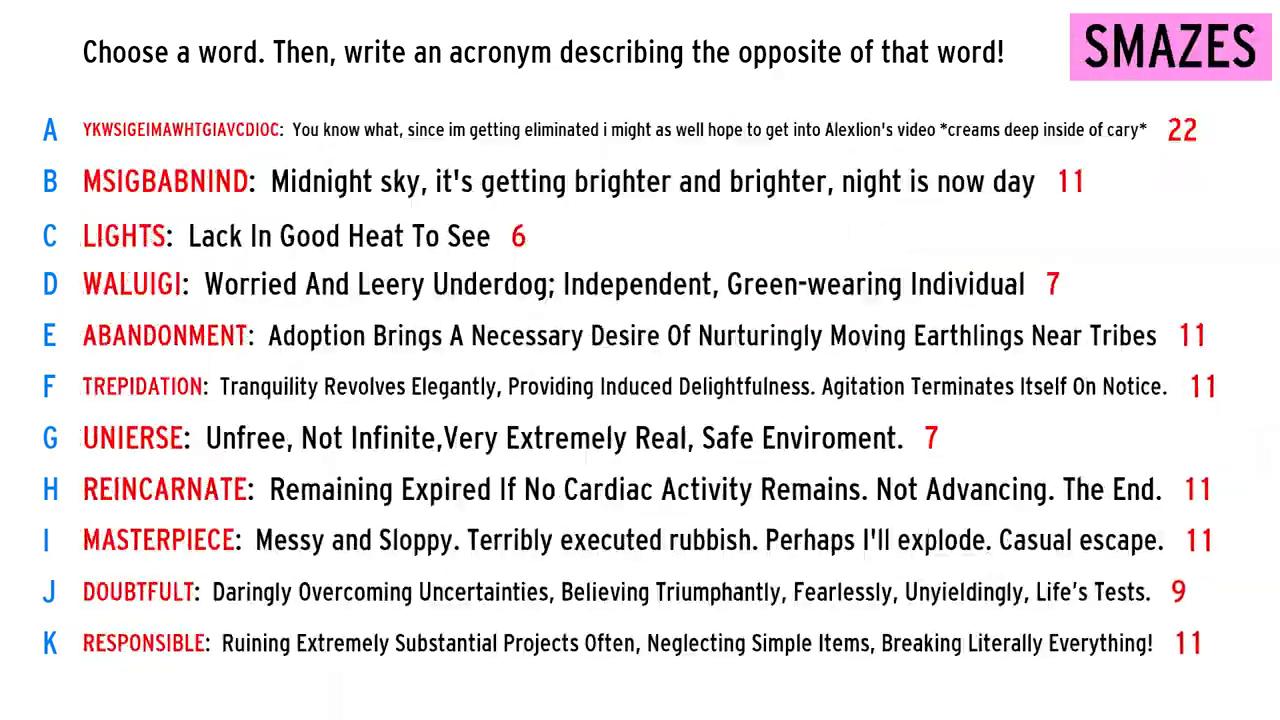 Choose a word. Then, write an acronym describing the opposite of that word!
SMAZES
A YKWSIGEIMAWHTGIAVCDIOC: You know what, since im getting eliminated i might as well hope to get into Alexlion's video *creams deep inside of cary* 22
B MSIGBABNIND: Midnight sky, it's getting brighter and brighter, night is now day 11
C LIGHTS: Lack In Good Heat To See 6
D WALUIGI: Worried And Leery Underdog; Independent, Green-wearing Individual 7
E ABANDONMENT: Adoption Brings A Necessary Desire Of Nurturingly Moving Earthlings Near Tribes 11
F TREPIDATION: Tranquility Revolves Elegantly, Providing Induced Delightfulness. Agitation Terminates Itself On Notice. 11
G UNIERSE: Unfree, Not Infinite,Very Extremely Real, Safe Enviroment. 7
H REINCARNATE: Remaining Expired If No Cardiac Activity Remains. Not Advancing. The End. 11
I MASTERPIECE: Messy and Sloppy. Terribly executed rubbish. Perhaps I'll explode. Casual escape. 11
J DOUBTFULT: Daringly Overcoming Uncertainties, Believing Triumphantly, Fearlessly, Unyieldingly, Life’s Tests. 9
K RESPONSIBLE: Ruining Extremely Substantial Projects Often, Neglecting Simple Items, Breaking Literally Everything! 11